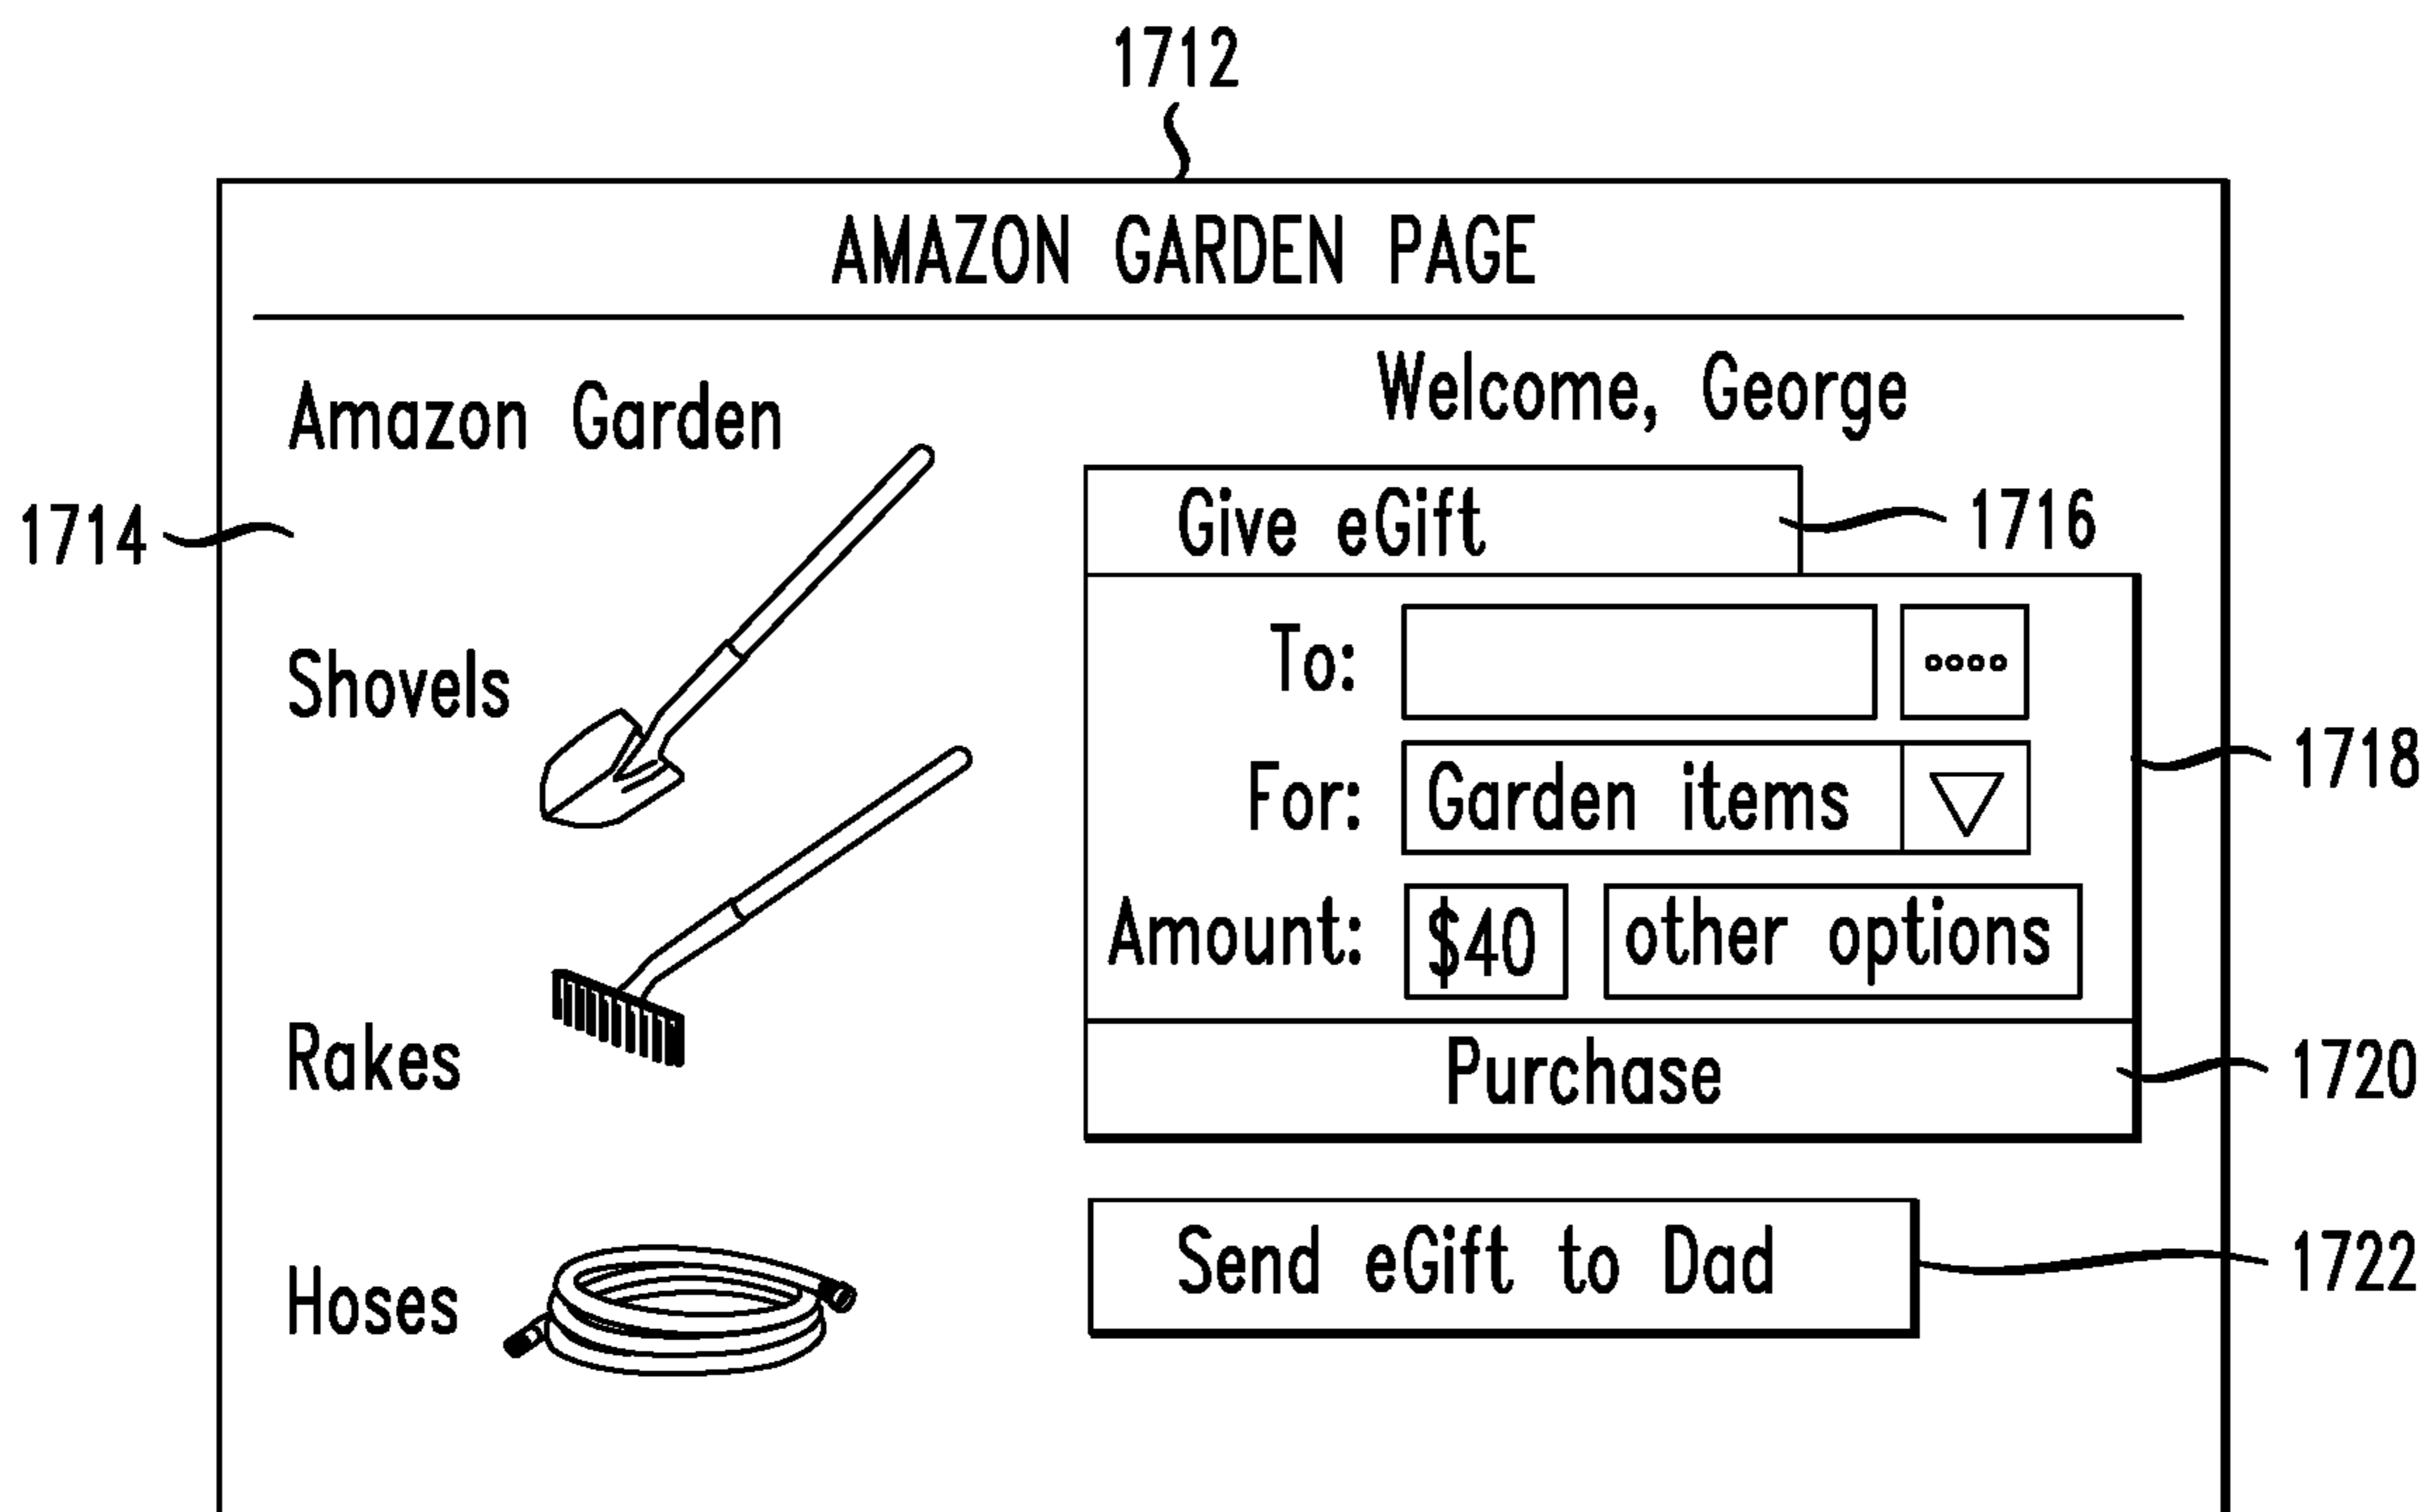 1712
AMAZON GARDEN PAGE
Welcome, George
Amazon Garden
1714
Give eGift
1716
Shovels
To:
For: Garden items
1718
Amount: $40 other options
Rakes
Purchase
1720
Hoses
Send eGift to Dad
1722